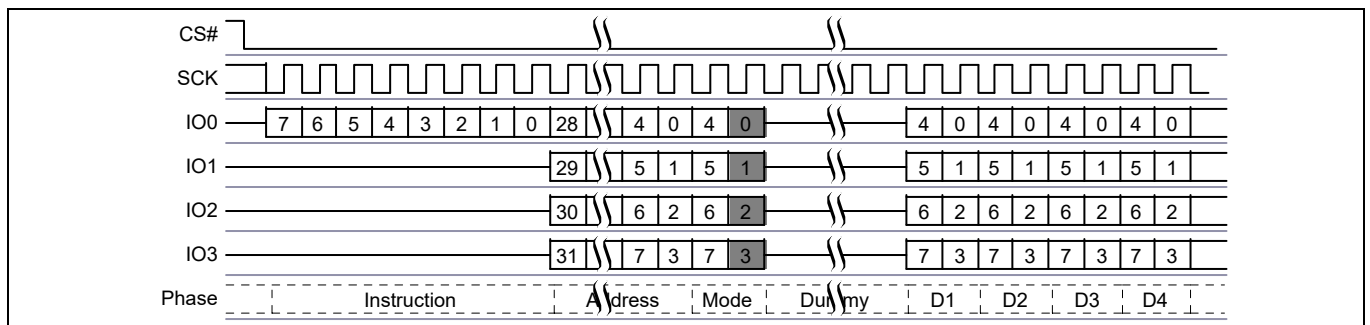 CS#
SCK
IO0 7 6 5 4 3 2 1 0 28 4 0 4 0 4 0 4 0 4 0 4 0
IO1 29 5 1 5 1 5 1 5 1 5 1 5 1
IO2 30 6 2 6 2 6 2 6 2 6 2 6 2
IO3 31 7 3 7 3 7 3 7 3 7 3 7 3
Phase Instruction Address Mode Dummy D1 D2 D3 D4